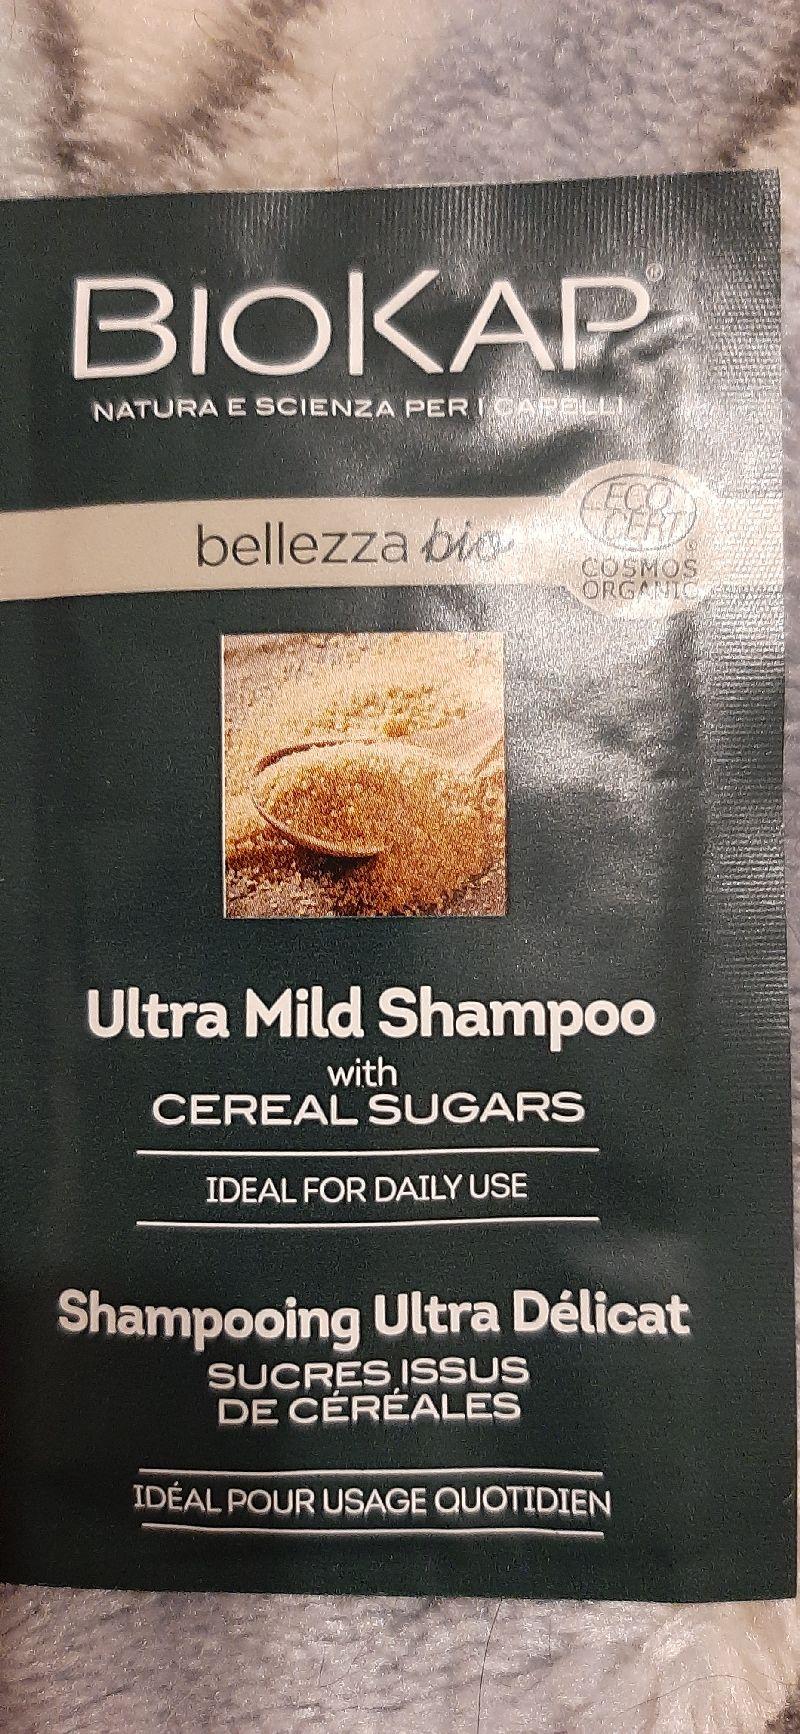 BIOKAP®
NATURA E SCIENZA PER I CAPELLI
bellezza bio
ECO
CERT®
COSMOS
ORGANIC
Ultra Mild Shampoo
with
CEREAL SUGARS
IDEAL FOR DAILY USE
Shampooing Ultra Délicat
SUCRES ISSUS
DE CÉRÉALES
IDÉAL POUR USAGE QUOTIDIEN